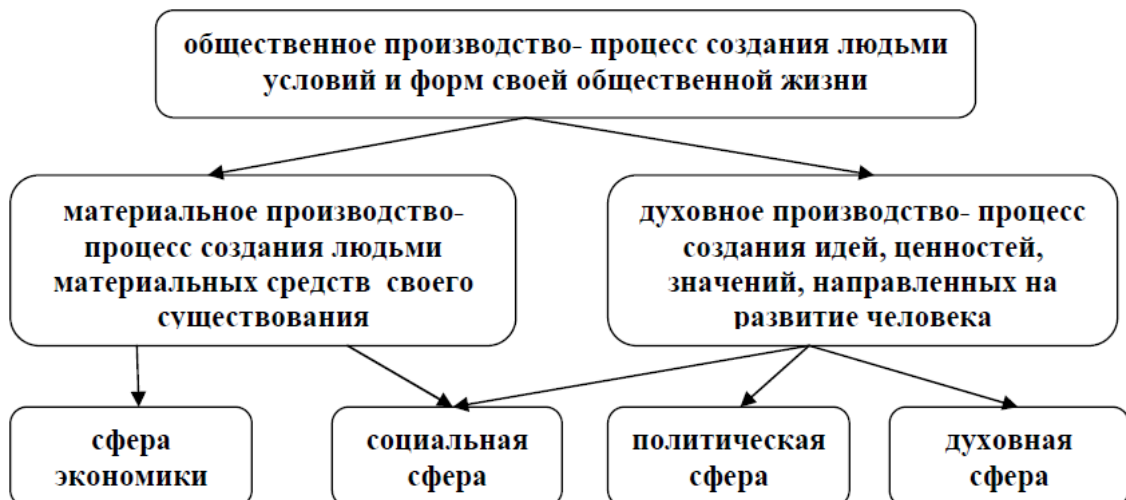 общественное производство- процесс создания людьми
условий и форм своей общественной жизни
материальное производство-
процесс создания людьми
материальных средств своего
существования
духовное производство- процесс
создания идей, ценностей,
значений, направленных на
развитие человека
сфера
экономики
социальная
сфера
политическая
сфера
духовная
сфера